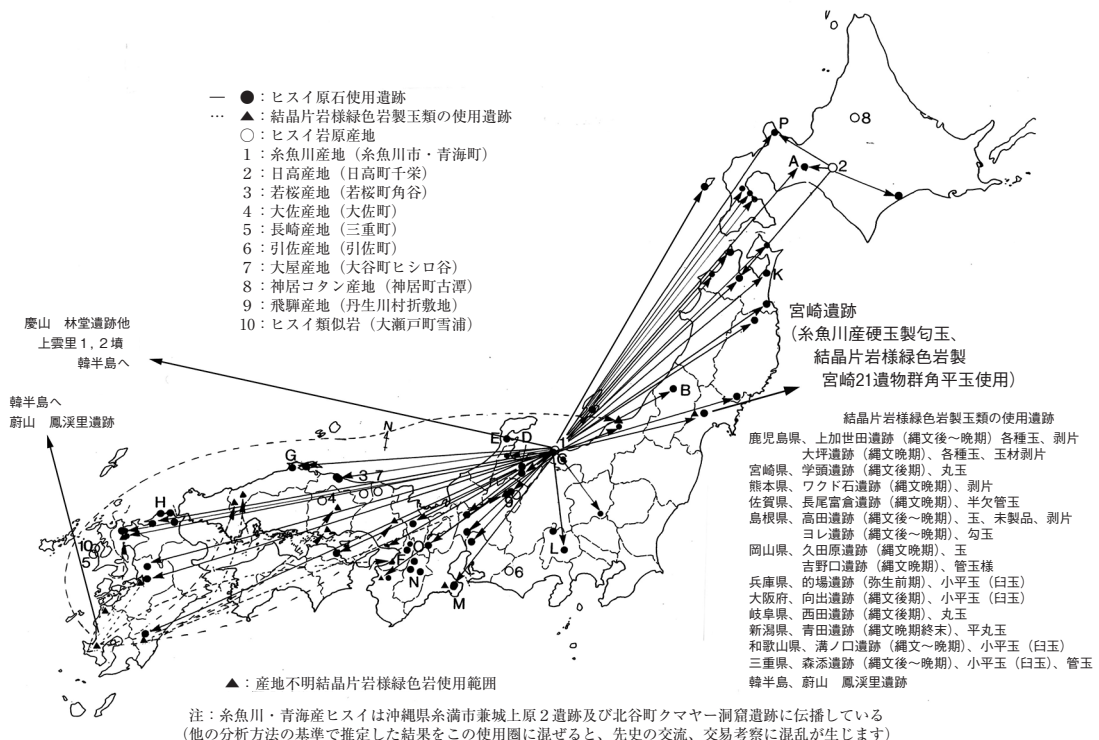 ― ●：ヒスイ原石使用遺跡
… ▲：結晶片岩様緑色岩製玉類の使用遺跡
○：ヒスイ岩原産地
1：糸魚川産地（糸魚川市・青海町）
2：日高産地（日高町千栄）
3：若桜産地（若桜町角谷）
4：大佐産地（大佐町）
5：長崎産地（三重町）
6：引佐産地（引佐町）
7：大屋産地（大谷町ヒシロ谷）
8：神居コタン産地（神居町古潭）
9：飛騨産地（丹生川村折敷地）
10：ヒスイ類似岩（大瀬戸町雪浦）
慶山 林堂遺跡他
上雲里1，2墳
韓半島へ
韓半島へ
蔚山 鳳渓里遺跡
8
P
A
2
K
宮崎遺跡
（糸魚川産硬玉製勾玉、
結晶片岩様緑色岩製
宮崎21遺物群角平玉使用）
B
N
E
D
1
C
G
3
7
4
9
H
10
5
6
L
O
N
M
結晶片岩様緑色岩製玉類の使用遺跡
鹿児島県、上加世田遺跡（縄文後～晩期）各種玉、剥片
大坪遺跡（縄文晩期）、各種玉、玉材剥片
宮崎県、学頭遺跡（縄文後期）、丸玉
熊本県、ワクド石遺跡（縄文晩期）、剥片
佐賀県、長尾富倉遺跡（縄文晩期）、半欠管玉
島根県、高田遺跡（縄文後～晩期）、玉、未製品、剥片
ヨレ遺跡（縄文後～晩期）、勾玉
岡山県、久田原遺跡（縄文晩期）、玉
吉野口遺跡（縄文晩期）、管玉様
兵庫県、的場遺跡（弥生前期）、小平玉（臼玉）
大阪府、向出遺跡（縄文後期）、小平玉（臼玉）
岐阜県、西田遺跡（縄文後期）、丸玉
新潟県、青田遺跡（縄文晩期終末）、平丸玉
和歌山県、溝ノ口遺跡（縄文～晩期）、小平玉（臼玉）
三重県、森添遺跡（縄文後～晩期）、小平玉（臼玉）、管玉
韓半島、蔚山 鳳渓里遺跡
▲：産地不明結晶片岩様緑色岩使用範囲
注：糸魚川・青海産ヒスイは沖縄県糸満市兼城上原２遺跡及び北谷町クマヤー洞窟遺跡に伝播している
（他の分析方法の基準で推定した結果をこの使用圏に混ぜると、先史の交流、交易考察に混乱が生じます）